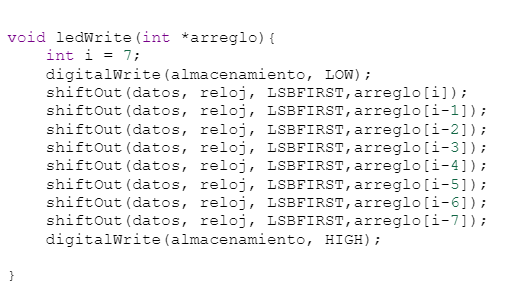 void ledWrite(int *arreglo){
int i = 7;
digitalWrite(almacenamiento, LOW);
shiftOut(datos, reloj, LSBFIRST,arreglo[i]);
shiftOut(datos, reloj, LSBFIRST,arreglo[i-1]);
shiftOut(datos, reloj, LSBFIRST,arreglo[i-2]);
shiftOut(datos, reloj, LSBFIRST,arreglo[i-3]);
shiftOut(datos, reloj, LSBFIRST,arreglo[i-4]);
shiftOut(datos, reloj, LSBFIRST,arreglo[i-5]);
shiftOut(datos, reloj, LSBFIRST,arreglo[i-6]);
shiftOut(datos, reloj, LSBFIRST,arreglo[i-7]);
digitalWrite(almacenamiento, HIGH);
}